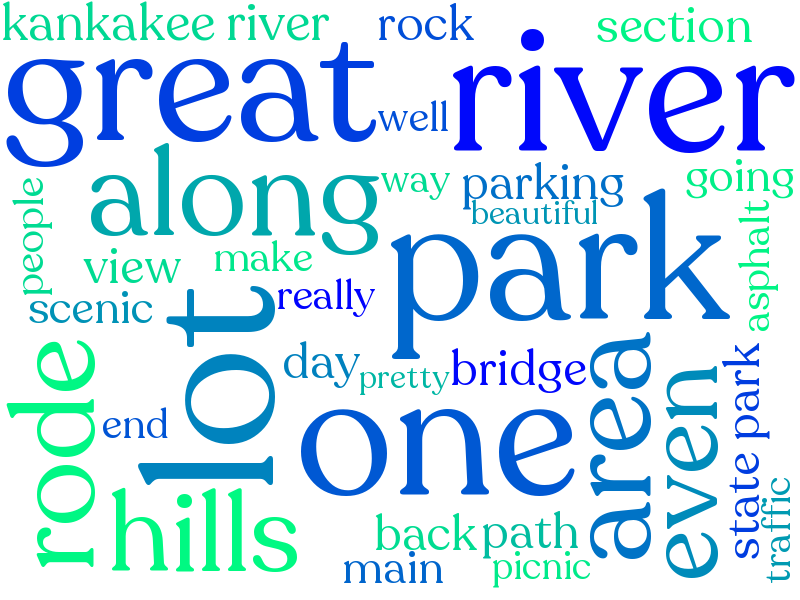 kankakee river
rock
section
great
well
river
along
way
parking
going
beautiful
people
view
make
park
asphalt
scenic
really
lot
day
pretty
bridge
area
rode
end
one
even
state park
hills
back
path
traffic
main
picnic